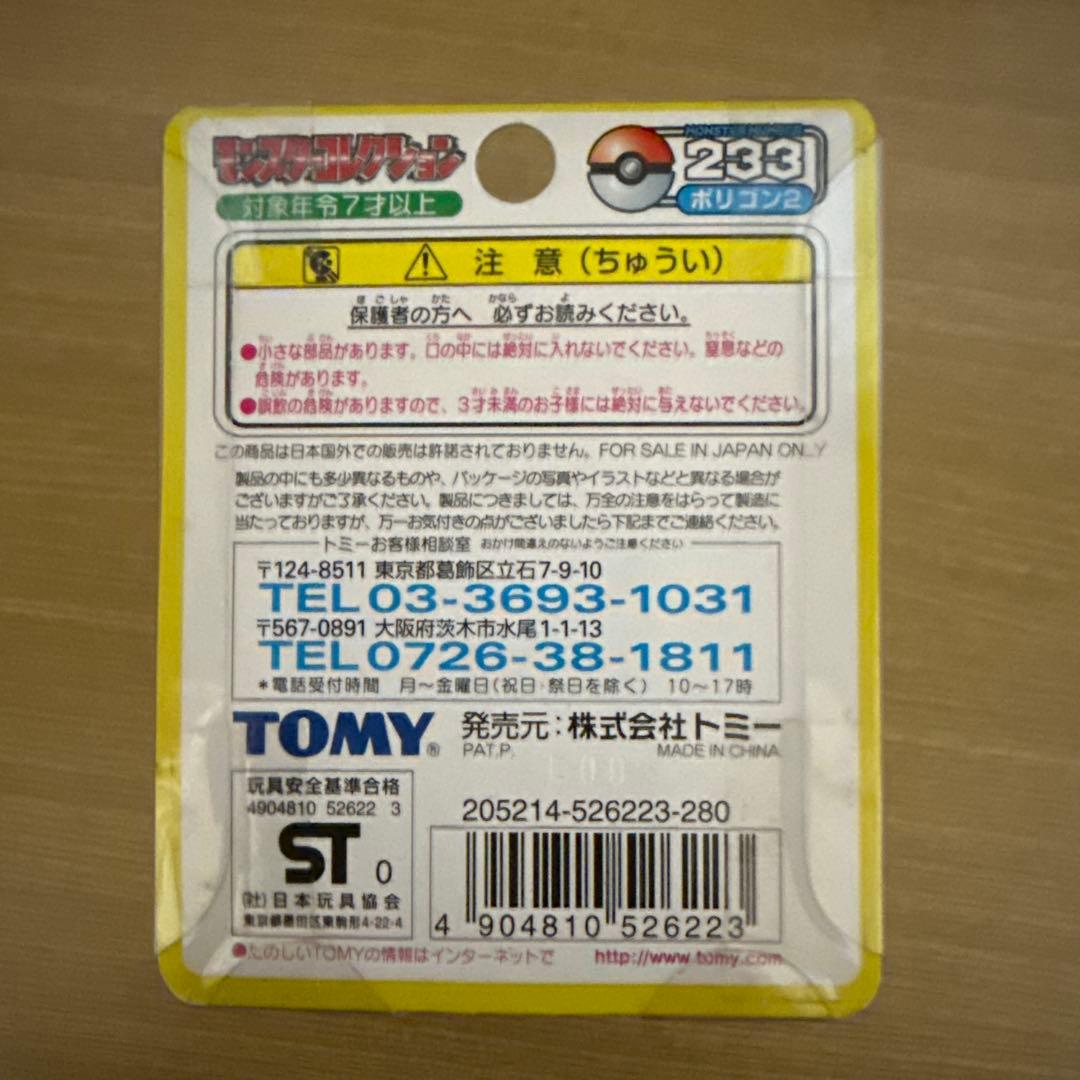 モンスターコレクション
MONSTER NUMBER
233
対象年令7才以上
ポリゴン2
注 意(ちゅうい)
保護者の方へ 必ずお読みください。
●小さな部品があります。口の中には絶対に入れないでください。窒息などの
危険があります。
●誤飲の危険がありますので、3才未満のお子様には絶対に与えないでください。
この商品は日本国外での販売は許諾されておりません。FOR SALE IN JAPAN ONLY
製品の中にも多少異なるものや、パッケージの写真やイラストなどと異なる場合が
ございますがご了承ください。製品につきましては、万全の注意をはらって製造に
当たっておりますが、万一お気付きの点がございましたら下記までご連絡ください。
トミーお客様相談室 おかけ間違えのないようご注意ください
〒124-8511 東京都葛飾区立石7-9-10
TEL 03-3693-1031
〒567-0891 大阪府茨木市水尾1-1-13
TEL 0726-38-1811
*電話受付時間 月〜金曜日(祝日・祭日を除く) 10〜17時
TOMY® 発売元:株式会社トミー
PAT.P. MADE IN CHINA
玩具安全基準合格
4904810 52622 3
ST 0
(社)日本玩具協会
東京都墨田区東駒形4-22-4
205214-526223-280
4 904810 526223
●たのしいTOMYの情報はインターネットで http://www.tomy.com